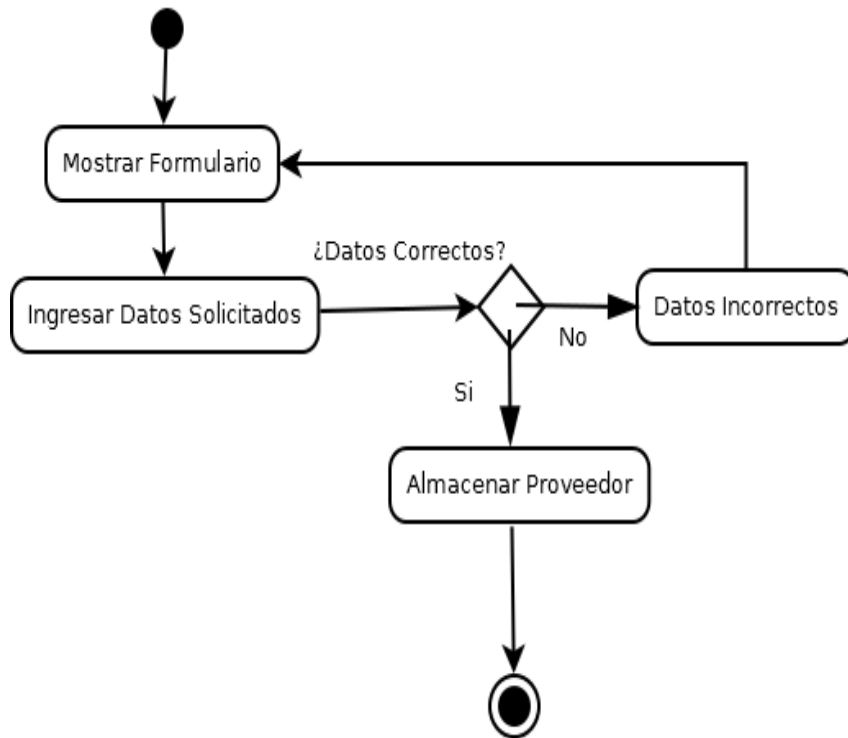 Mostrar Formulario
¿Datos Correctos?
Ingresar Datos Solicitados
Datos Incorrectos
No
Si
Almacenar Proveedor